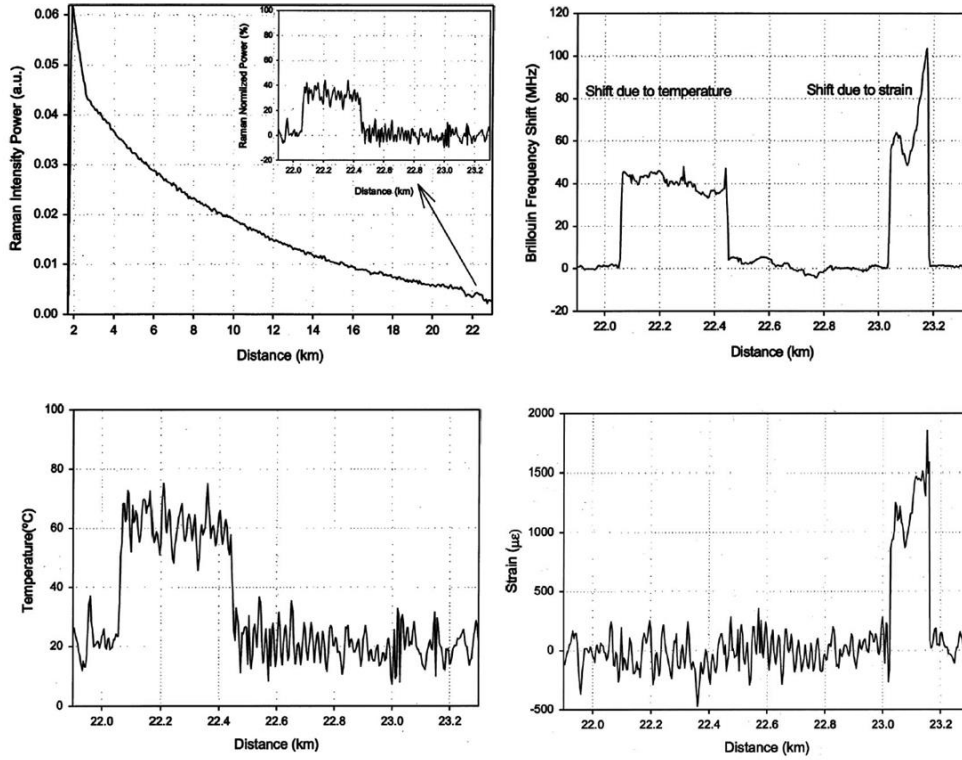 Raman Intensity Power (a.u.)
0.06
0.05
0.04
0.03
0.02
0.01
0.00
2 4 6 8 10 12 14 16 18 20 22
Distance (km)
Raman Normlized Power (%)
100
80
60
40
20
0
-20
22.0 22.2 22.4 22.6 22.8 23.0 23.2
Distance (km)
Brillouin Frequency Shift (MHz)
120
100
80
60
40
20
0
-20
Shift due to temperature
Shift due to strain
22.0 22.2 22.4 22.6 22.8 23.0 23.2
Distance (km)
Temperature(°C)
100
80
60
40
20
0
22.0 22.2 22.4 22.6 22.8 23.0 23.2
Distance (km)
Strain (με)
2000
1500
1000
500
0
-500
22.0 22.2 22.4 22.6 22.8 23.0 23.2
Distance (km)